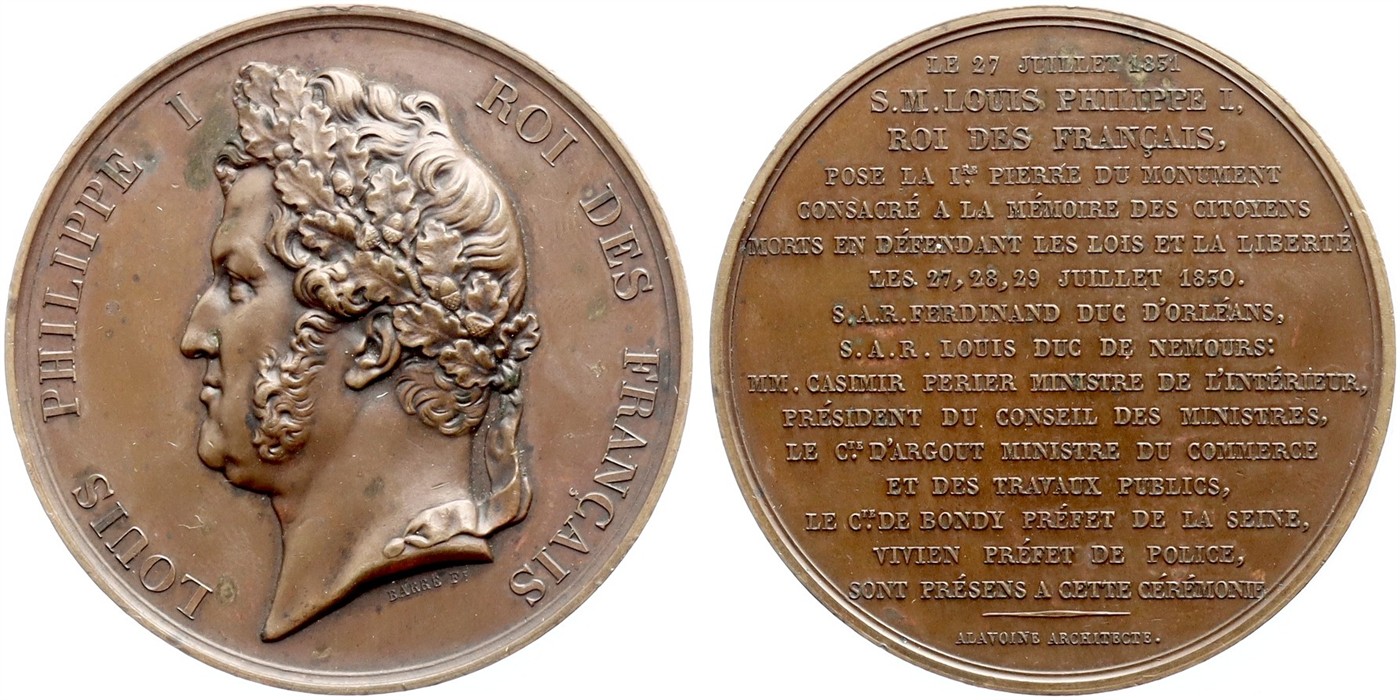 LOUIS PHILIPPE I ROI DES FRANÇAIS
BARRE Fт
LE 27 JUILLET 1831
S.M. LOUIS PHILIPPE I,
ROI DES FRANÇAIS,
POSE LA I.RE PIERRE DU MONUMENT
CONSACRÉ A LA MÉMOIRE DES CITOYENS
MORTS EN DÉFENDANT LES LOIS ET LA LIBERTÉ
LES 27, 28, 29 JUILLET 1830.
S.A.R. FERDINAND DUC D'ORLÉANS,
S.A.R. LOUIS DUC DE NEMOURS:
MM. CASIMIR PERIER MINISTRE DE L'INTÉRIEUR,
PRÉSIDENT DU CONSEIL DES MINISTRES,
LE C.TE D'ARGOUT MINISTRE DU COMMERCE
ET DES TRAVAUX PUBLICS,
LE C.TE DE BONDY PRÉFET DE LA SEINE,
VIVIEN PRÉFET DE POLICE,
SONT PRÉSENS A CETTE CÉRÉMONIE
ALAVOINE ARCHITECTE.